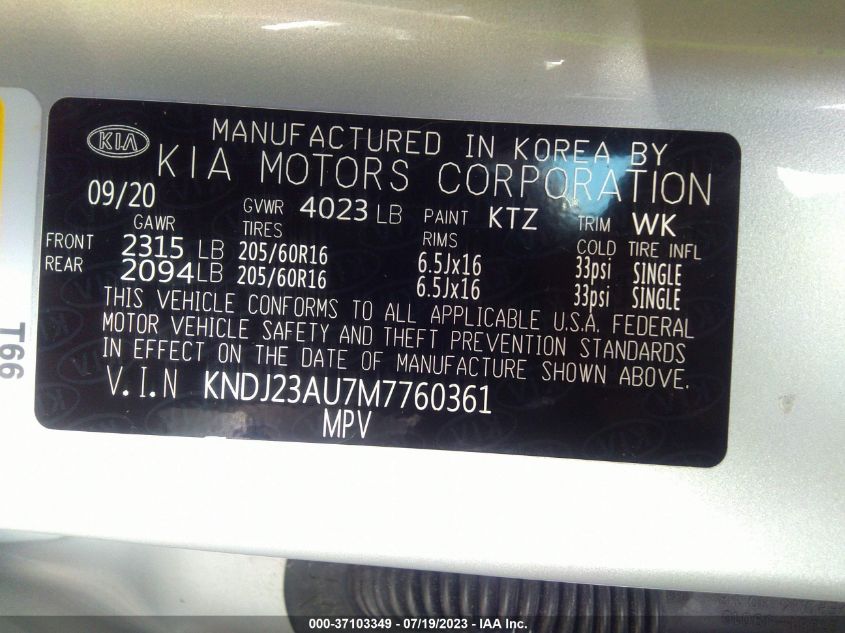 KIA
MANUFACTURED IN KOREA BY
KIA MOTORS CORPORATION
09/20
GAWR
GVWR 4023 LB PAINT KTZ TRIM WK
TIRES RIMS COLD TIRE INFL
FRONT 2315 LB 205/60R16 6.5Jx16 33psi SINGLE
REAR 2094 LB 205/60R16 6.5Jx16 33psi SINGLE
THIS VEHICLE CONFORMS TO ALL APPLICABLE U.S.A. FEDERAL
MOTOR VEHICLE SAFETY AND THEFT PREVENTION STANDARDS
IN EFFECT ON THE DATE OF MANUFACTURE SHOWN ABOVE.
V.I.N KNDJ23AU7M7760361
MPV
T66
000-37103349 / 07/19/2023 - IAA Inc.